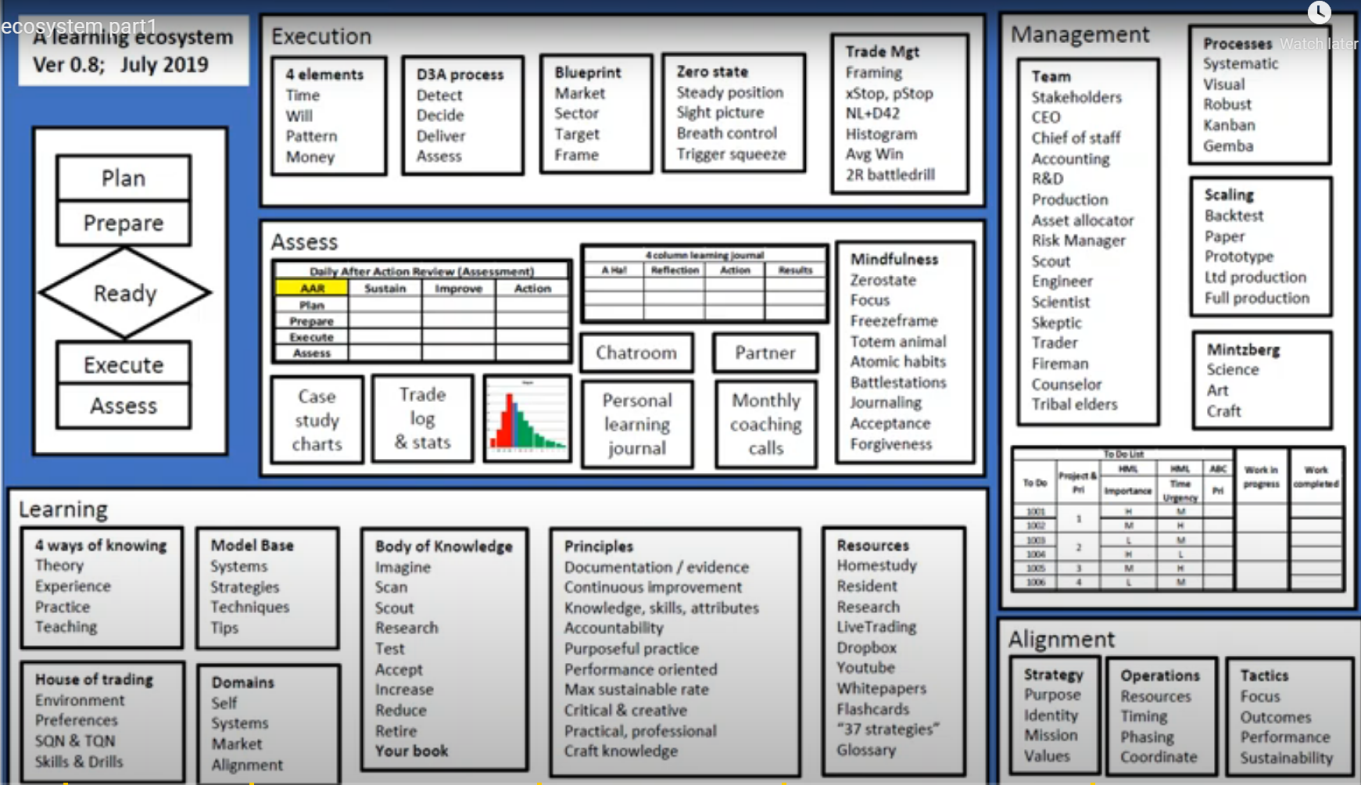 ecosystem part1
Watch later
A learning ecosystem
Ver 0.8; July 2019
Plan
Prepare
Ready
Execute
Assess
Execution
4 elements
Time
Will
Pattern
Money
D3A process
Detect
Decide
Deliver
Assess
Blueprint
Market
Sector
Target
Frame
Zero state
Steady position
Sight picture
Breath control
Trigger squeeze
Trade Mgt
Framing
xStop, pStop
NL+D42
Histogram
Avg Win
2R battledrill
Assess
Daily After Action Review (Assessment)
AAR Sustain Improve Action
Plan
Prepare
Execute
Assess
4 column learning journal
A Ha! Reflection Action Results
Chatroom
Partner
Case
study
charts
Trade
log
& stats
Personal
learning
journal
Monthly
coaching
calls
Mindfulness
Zerostate
Focus
Freezeframe
Totem animal
Atomic habits
Battlestations
Journaling
Acceptance
Forgiveness
Learning
4 ways of knowing
Theory
Experience
Practice
Teaching
Model Base
Systems
Strategies
Techniques
Tips
House of trading
Environment
Preferences
SQN & TQN
Skills & Drills
Domains
Self
Systems
Market
Alignment
Body of Knowledge
Imagine
Scan
Scout
Research
Test
Accept
Increase
Reduce
Retire
Your book
Principles
Documentation / evidence
Continuous improvement
Knowledge, skills, attributes
Accountability
Purposeful practice
Performance oriented
Max sustainable rate
Critical & creative
Practical, professional
Craft knowledge
Resources
Homestudy
Resident
Research
LiveTrading
Dropbox
Youtube
Whitepapers
Flashcards
"37 strategies"
Glossary
Management
Team
Stakeholders
CEO
Chief of staff
Accounting
R&D
Production
Asset allocator
Risk Manager
Scout
Engineer
Scientist
Skeptic
Trader
Fireman
Counselor
Tribal elders
Processes
Systematic
Visual
Robust
Kanban
Gemba
Scaling
Backtest
Paper
Prototype
Ltd production
Full production
Mintzberg
Science
Art
Craft
To Do List
To Do Project & Pri HML Importance HML Time Urgency ABC Pri Work in progress Work completed
1001 1 H M
1002 M H
1003 2 L M
1004 H L
1005 3 M H
1006 4 L M
Alignment
Strategy
Purpose
Identity
Mission
Values
Operations
Resources
Timing
Phasing
Coordinate
Tactics
Focus
Outcomes
Performance
Sustainability